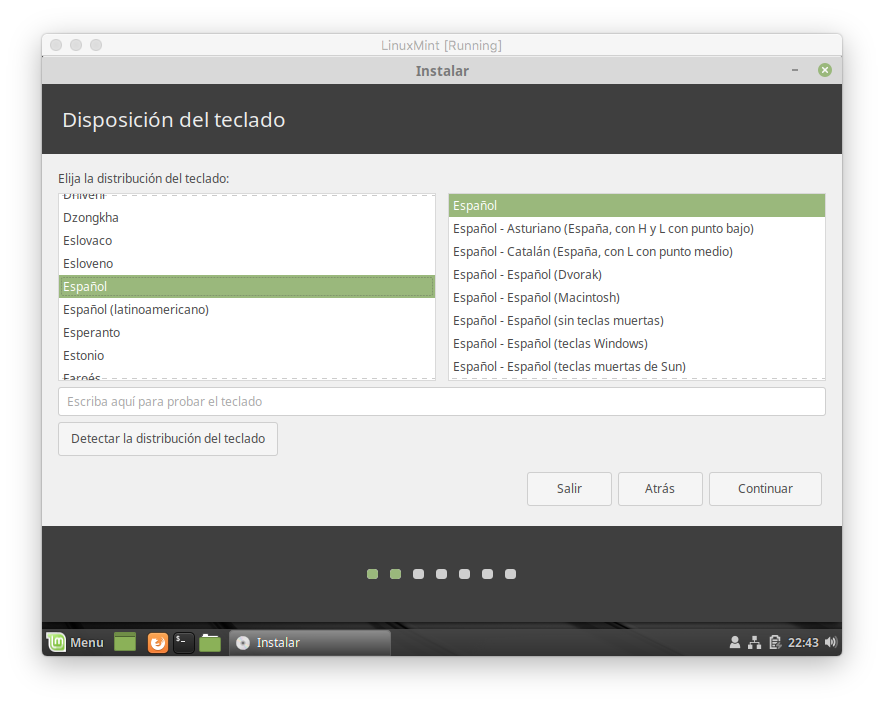 LinuxMint [Running]
Instalar
Disposición del teclado
Elija la distribución del teclado:
Dhivehi
Dzongkha
Eslovaco
Esloveno
Español
Español (latinoamericano)
Esperanto
Estonio
Faroés
Español
Español - Asturiano (España, con H y L con punto bajo)
Español - Catalán (España, con L con punto medio)
Español - Español (Dvorak)
Español - Español (Macintosh)
Español - Español (sin teclas muertas)
Español - Español (teclas Windows)
Español - Español (teclas muertas de Sun)
Escriba aquí para probar el teclado
Detectar la distribución del teclado
Salir
Atrás
Continuar
Menu
Instalar
22:43